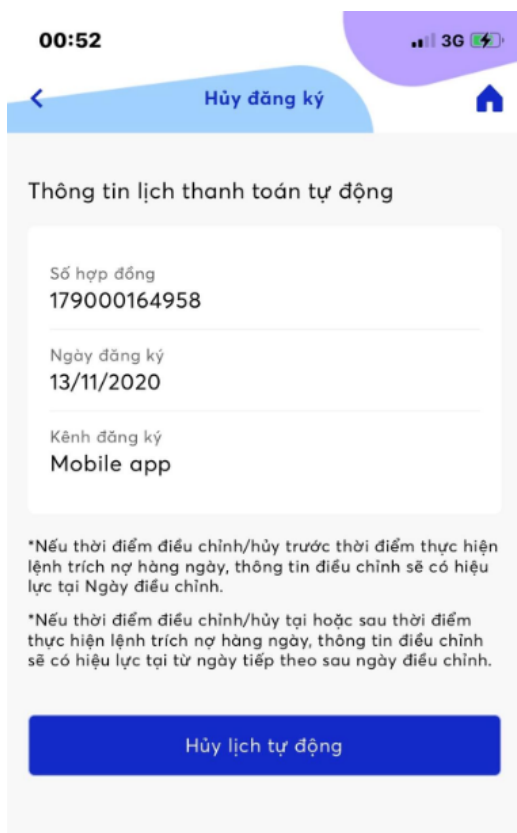 00:52
3G
Hủy đăng ký
Thông tin lịch thanh toán tự động
Số hợp đồng
179000164958
Ngày đăng ký
13/11/2020
Kênh đăng ký
Mobile app
*Nếu thời điểm điều chỉnh/hủy trước thời điểm thực hiện
lệnh trích nợ hàng ngày, thông tin điều chỉnh sẽ có hiệu
lực tại Ngày điều chỉnh.
*Nếu thời điểm điều chỉnh/hủy tại hoặc sau thời điểm
thực hiện lệnh trích nợ hàng ngày, thông tin điều chỉnh
sẽ có hiệu lực tại từ ngày tiếp theo sau ngày điều chỉnh.
Hủy lịch tự động